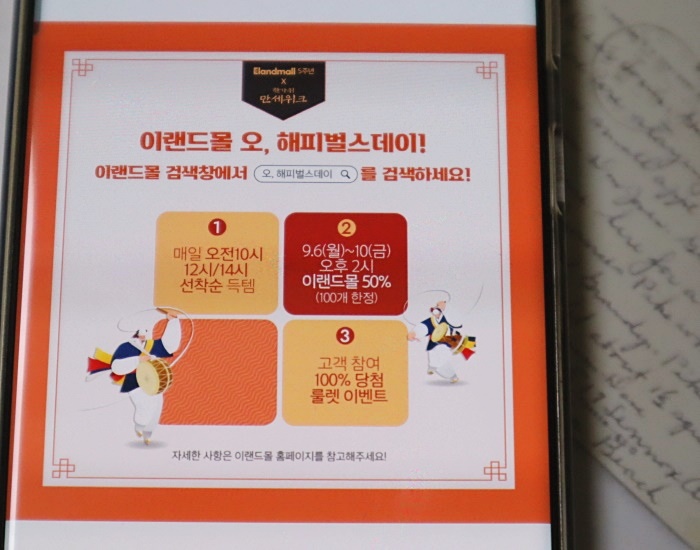 Elandmall 5주년
X
한가위
만세위크
이랜드몰 오, 해피벌스데이!
이랜드몰 검색창에서 오, 해피벌스데이 를 검색하세요!
1
매일 오전10시
12시/14시
선착순 득템
2
9.6(월)~10(금)
오후 2시
이랜드몰 50%
(100개 한정)
3
고객 참여
100% 당첨
룰렛 이벤트
자세한 사항은 이랜드몰 홈페이지를 참고해주세요!